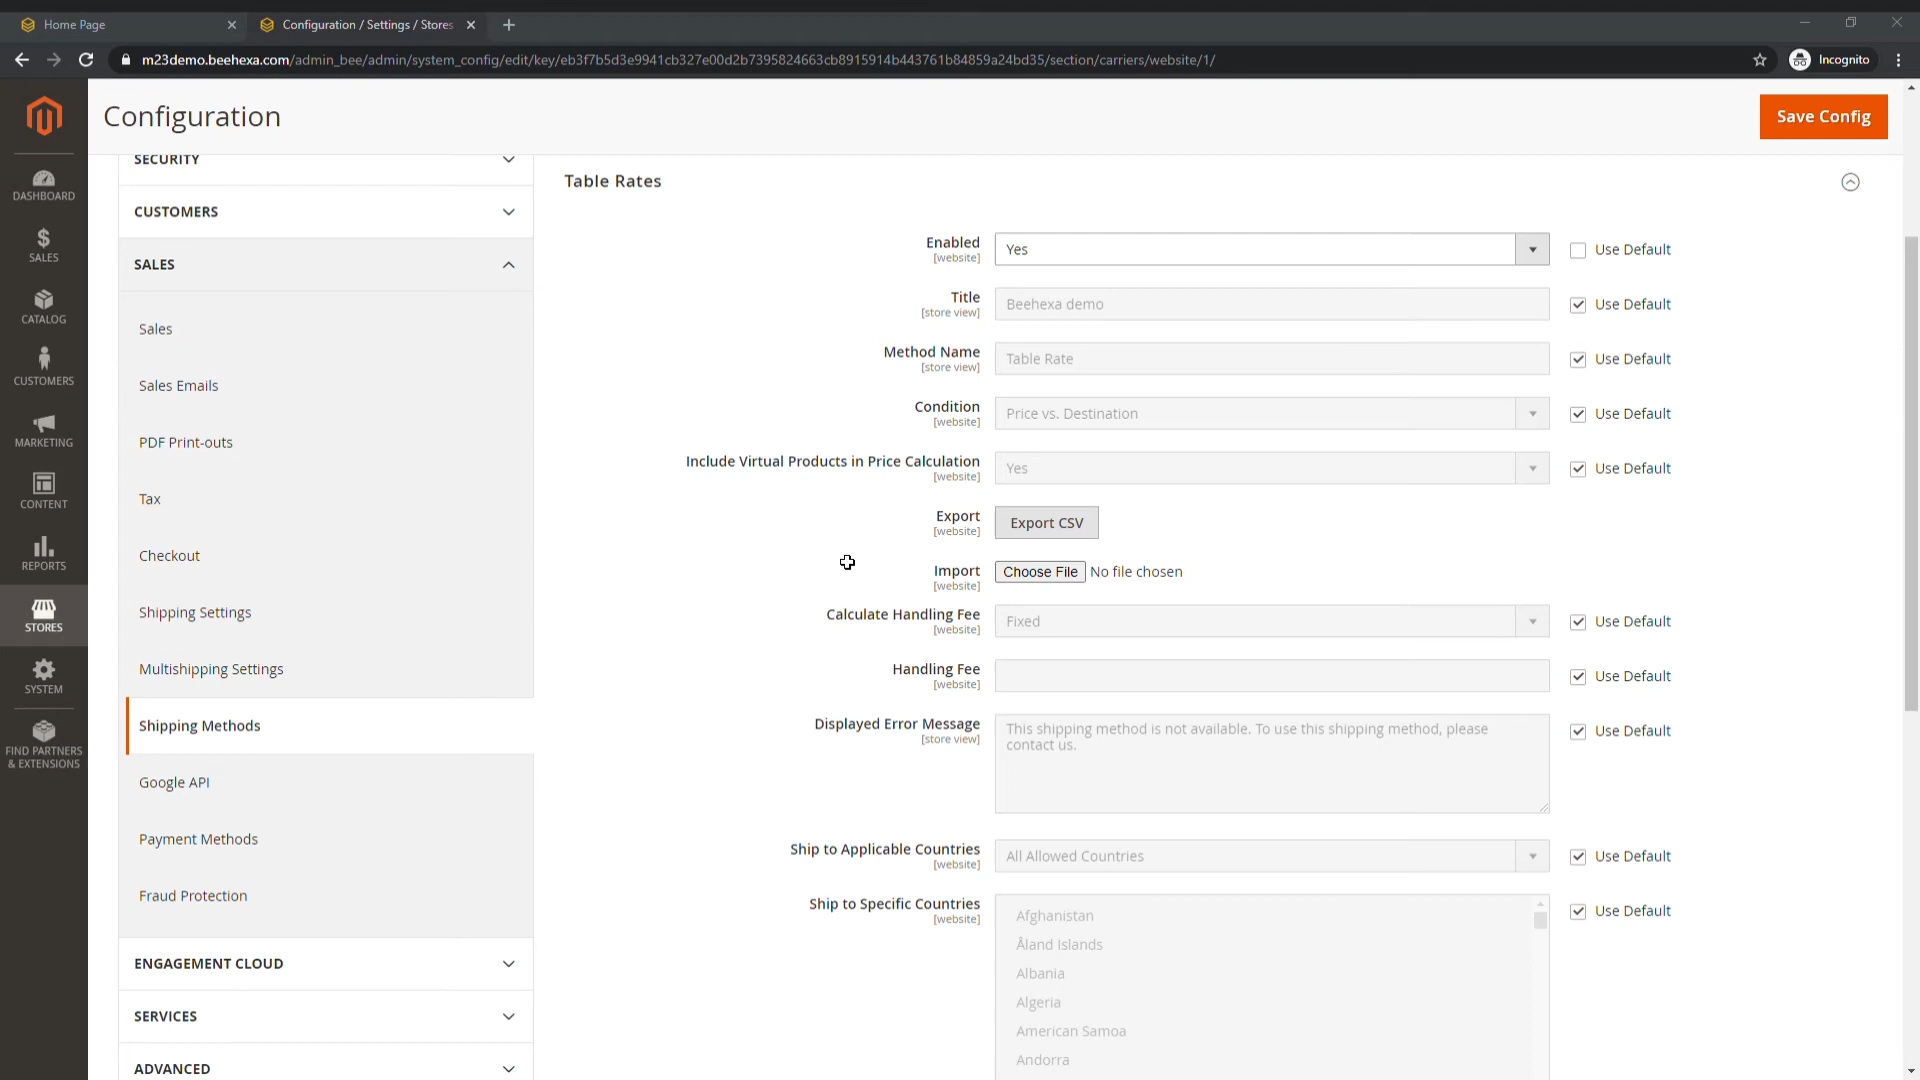 Home Page
Configuration / Settings / Stores
m23demo.beehexa.com/admin_bee/admin/system_config/edit/key/eb3f7b5d3e9941cb327e00d2b7395824663cb8915914b443761b84859a24bd35/section/carriers/website/1/
Incognito
Configuration
Save Config
DASHBOARD
SALES
CATALOG
CUSTOMERS
MARKETING
CONTENT
REPORTS
STORES
SYSTEM
FIND PARTNERS
& EXTENSIONS
SECURITY
CUSTOMERS
SALES
Sales
Sales Emails
PDF Print-outs
Tax
Checkout
Shipping Settings
Multishipping Settings
Shipping Methods
Google API
Payment Methods
Fraud Protection
ENGAGEMENT CLOUD
SERVICES
ADVANCED
Table Rates
Enabled
[website]
Yes
Use Default
Title
[store view]
Beehexa demo
Use Default
Method Name
[store view]
Table Rate
Use Default
Condition
[website]
Price vs. Destination
Use Default
Include Virtual Products in Price Calculation
[website]
Yes
Use Default
Export
[website]
Export CSV
Import
[website]
Choose File No file chosen
Calculate Handling Fee
[website]
Fixed
Use Default
Handling Fee
[website]
Use Default
Displayed Error Message
[store view]
This shipping method is not available. To use this shipping method, please
contact us.
Use Default
Ship to Applicable Countries
[website]
All Allowed Countries
Use Default
Ship to Specific Countries
[website]
Afghanistan
Åland Islands
Albania
Algeria
American Samoa
Andorra
Use Default